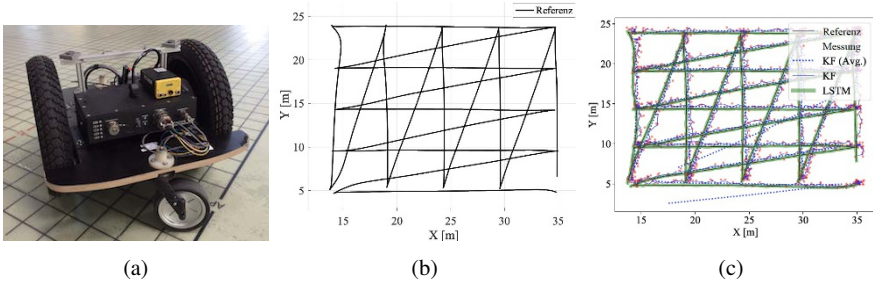 Referenz
25
20
15
10
5
Y [m]
15 20 25 30 35
X [m]
Referenz
Messung
KF (Avg.)
KF
LSTM
25
20
15
10
5
Y [m]
15 20 25 30 35
X [m]
(a) (b) (c)